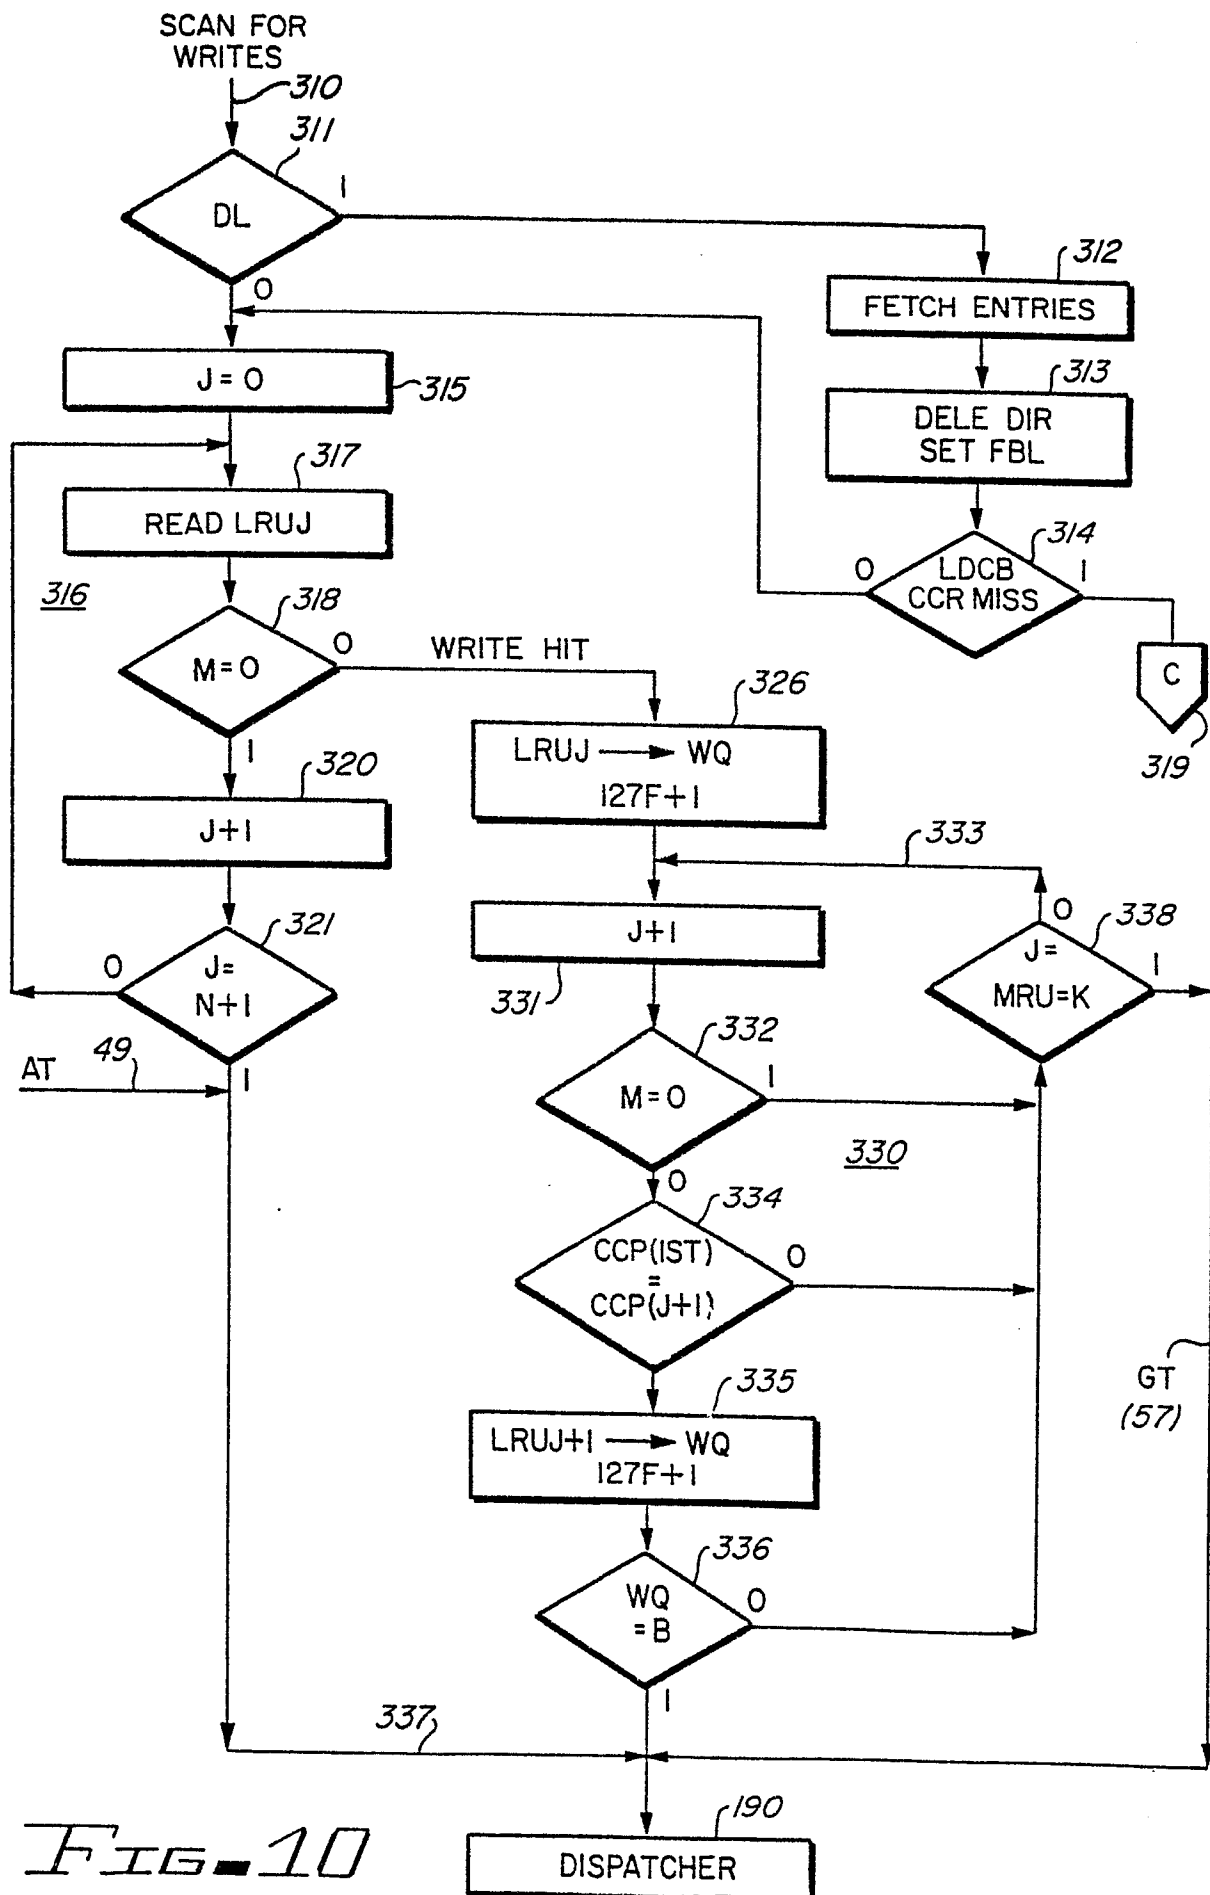 SCAN FOR
WRITES
310
311
DL
1
0
312
FETCH ENTRIES
313
DELE DIR
SET FBL
314
LDCB
CCR MISS
0
1
C
319
J = 0
315
317
READ LRUJ
316
318
M = 0
0
WRITE HIT
1
320
J+1
321
J =
N+1
0
1
AT
49
326
LRUJ → WQ
127F+1
333
J+1
331
338
J =
MRU=K
0
1
332
M = 0
1
0
330
334
CCP(1ST)
=
CCP(J+1)
0
335
LRUJ+1 → WQ
127F+1
336
WQ
= B
0
1
GT
(57)
337
190
DISPATCHER
FIG-10